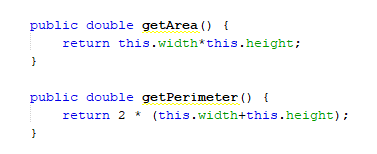 public double getArea() {
    return this.width*this.height;
}
public double getPerimeter() {
    return 2 * (this.width+this.height);
}